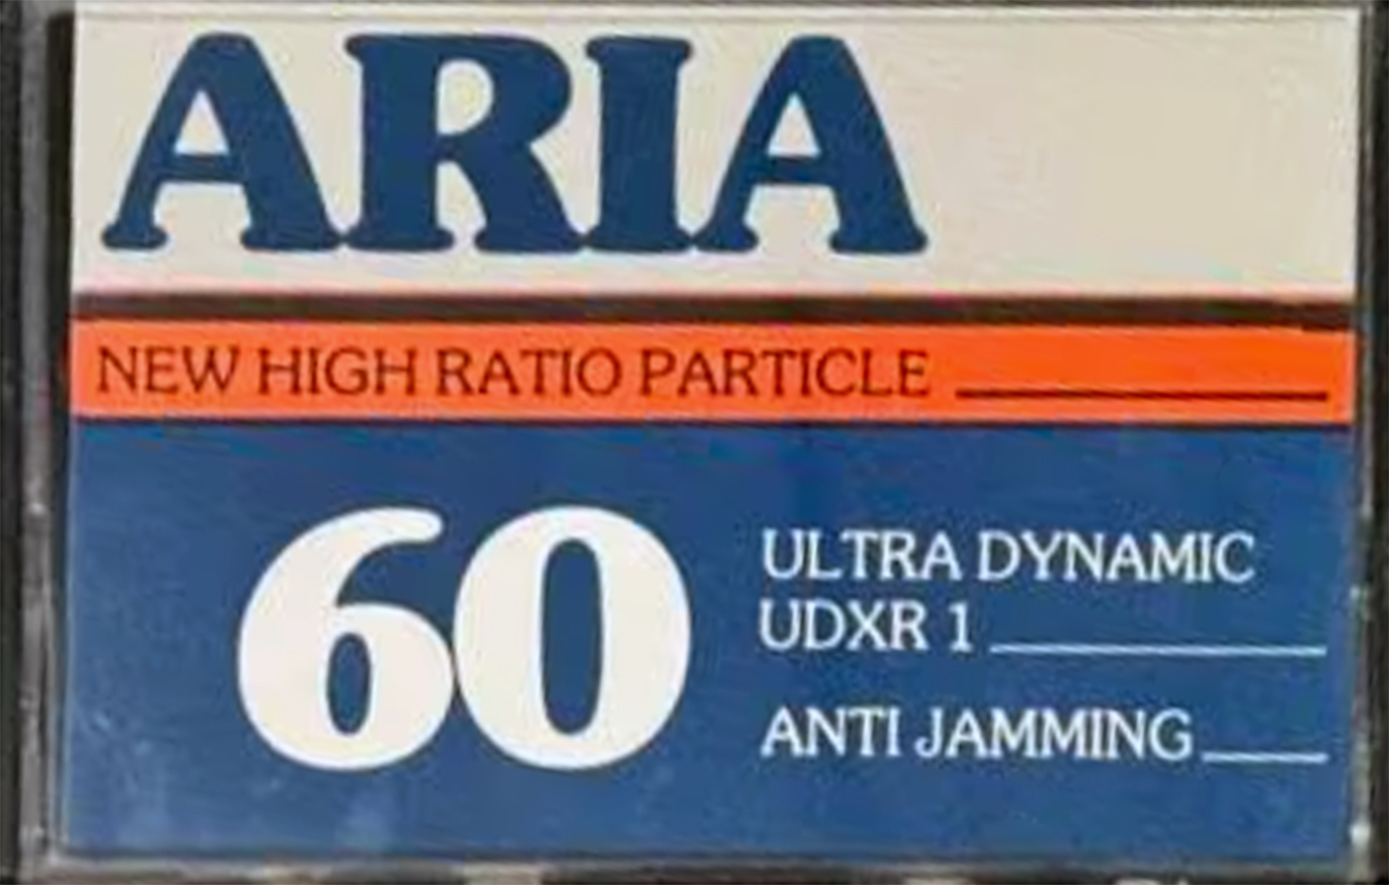 ARIA
NEW HIGH RATIO PARTICLE
60
ULTRA DYNAMIC
UDXR 1
ANTI JAMMING